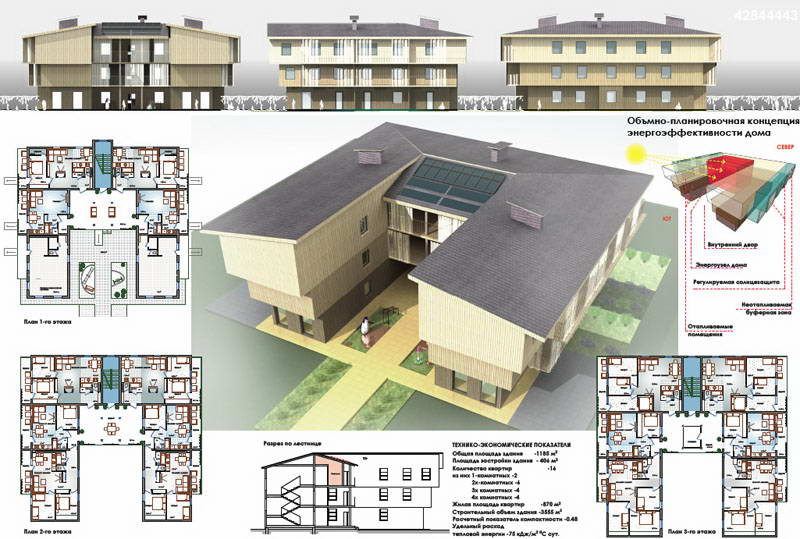 42844443
Объмно-планировочная концепция
энергоэффективности дома
СЕВЕР
ЮГ
Внутренний двор
Энергоузел дома
Регулируемая солнцезащита
Неотапливаемая
буферная зона
Отапливаемые
помещения
План 1-го этажа
План 2-го этажа
Разрез по лестнице
ТЕХНИКО-ЭКОНОМИЧЕСКИЕ ПОКАЗАТЕЛИ
Общая площадь здания -1185 м²
Площадь застройки здания - 406 м²
Количество квартир -16
из них 1-комнатных -2
2х-комнатных -6
3х комнатных -4
4х комнатных -4
Жилая площадь квартир -870 м²
Строительный объем здания -3555 м³
Расчетный показатель компактности -0.48
Удельный расход
тепловой энергии -75 кДж/м² °С сут.
План 3-го этажа